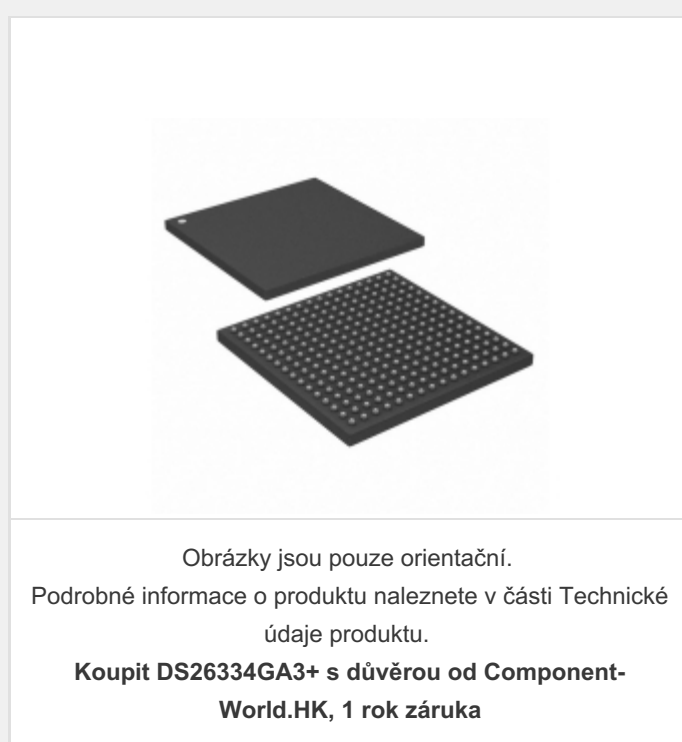 Obrázky jsou pouze orientační.
Podrobné informace o produktu naleznete v části Technické
údaje produktu.
Koupit DS26334GA3+ s důvěrou od Component-
World.HK, 1 rok záruka